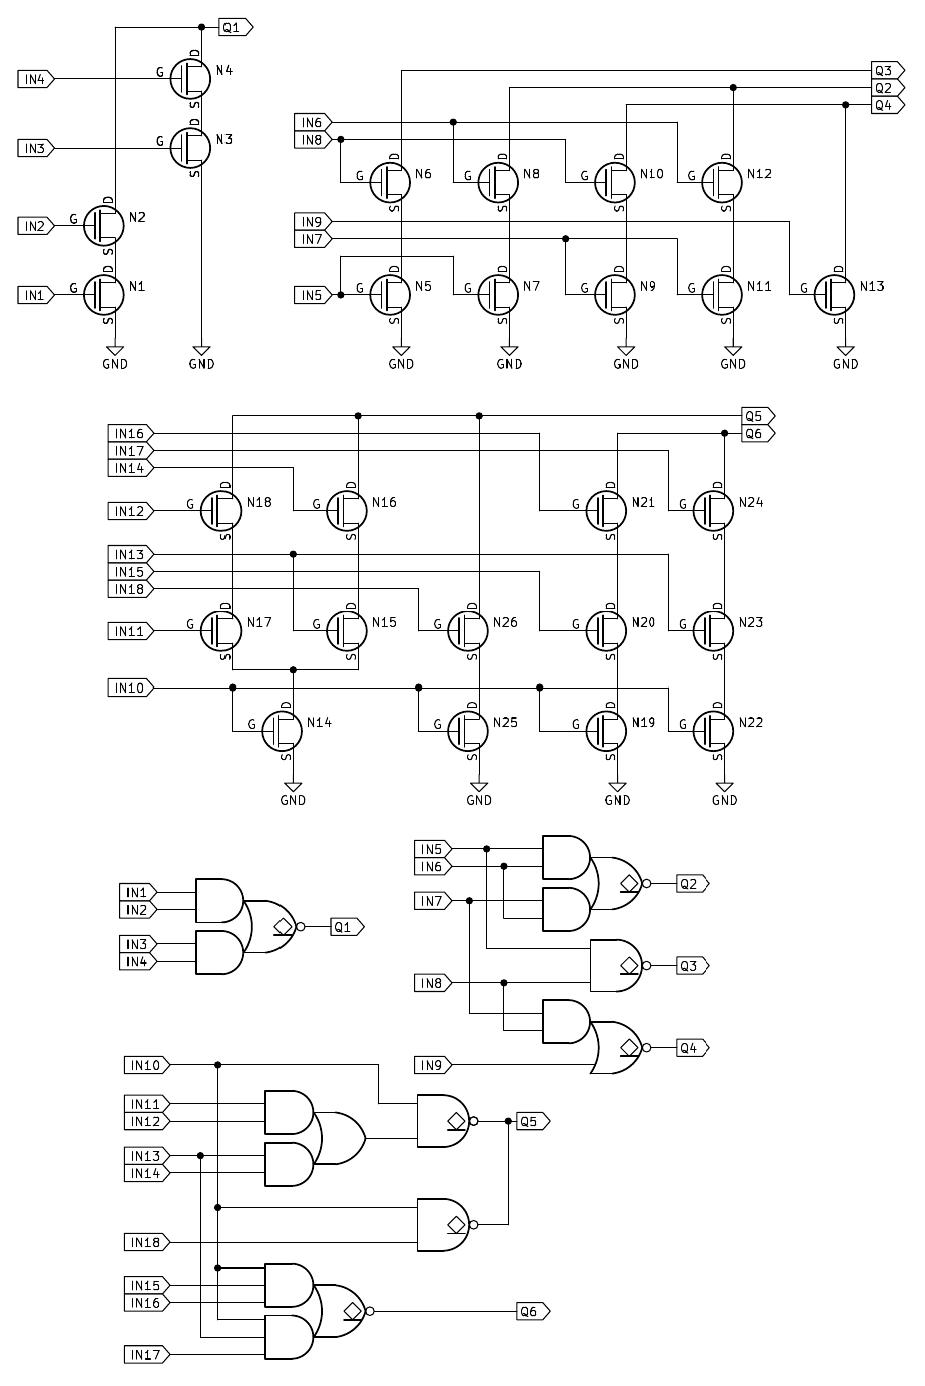 Q1
D
IN4 G N4
S
D
IN3 G N3
S
D
IN2 G N2
S
D
IN1 G N1
S
GND GND
Q3
Q2
Q4
IN6
IN8
D D D D
G N6 G N8 G N10 G N12
S S S S
IN9
IN7
D D D D D
IN5 G N5 G N7 G N9 G N11 G N13
S S S S S
GND GND GND GND GND
Q5
IN16 Q6
IN17
IN14
D D D D
IN12 G N18 G N16 G N21 G N24
S S S S
IN13
IN15
IN18
D D D D D
IN11 G N17 G N15 G N26 G N20 G N23
S S S S S
IN10
D D D D
G N14 G N25 G N19 G N22
S S S S
GND GND GND GND
IN1
IN2
IN3
IN4
Q1
IN5
IN6
IN7
IN8
IN9
Q2
Q3
Q4
IN10
IN11
IN12
IN13
IN14
IN18
IN15
IN16
IN17
Q5
Q6